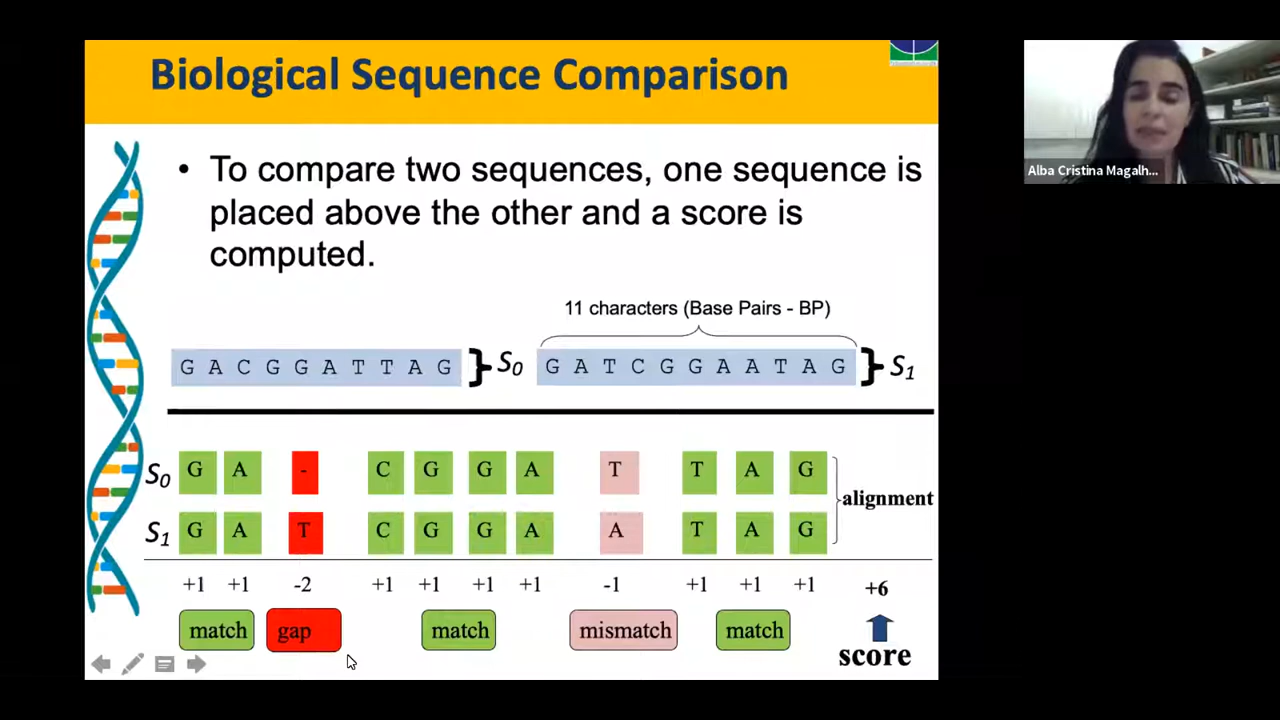 Biological Sequence Comparison
• To compare two sequences, one sequence is
placed above the other and a score is
computed.
11 characters (Base Pairs - BP)
G A C G G A T T A G } S0 G A T C G G A A T A G } S1
S0 G A - C G G A T T A G
alignment
S1 G A T C G G A A T A G
+1 +1 -2 +1 +1 +1 +1 -1 +1 +1 +1 +6
match gap match mismatch match
score
Alba Cristina Magalh...